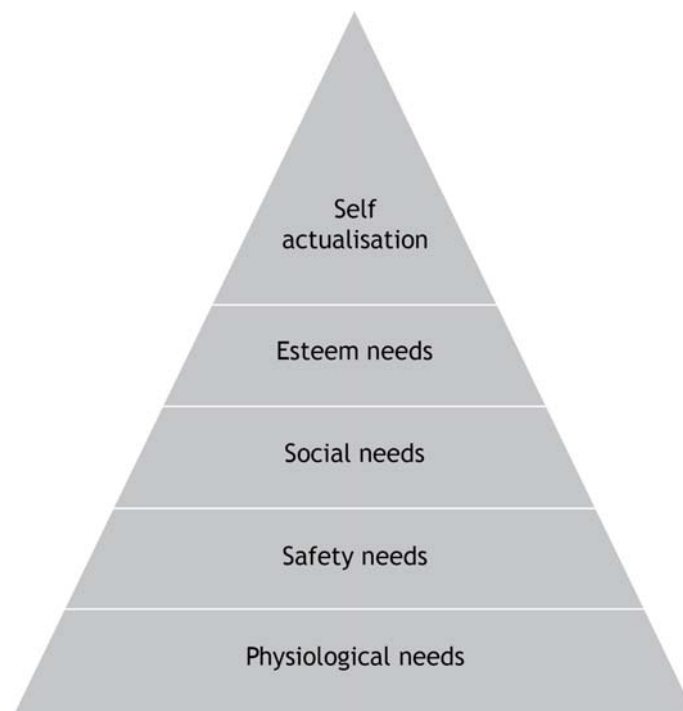 Self
actualisation
Esteem needs
Social needs
Safety needs
Physiological needs